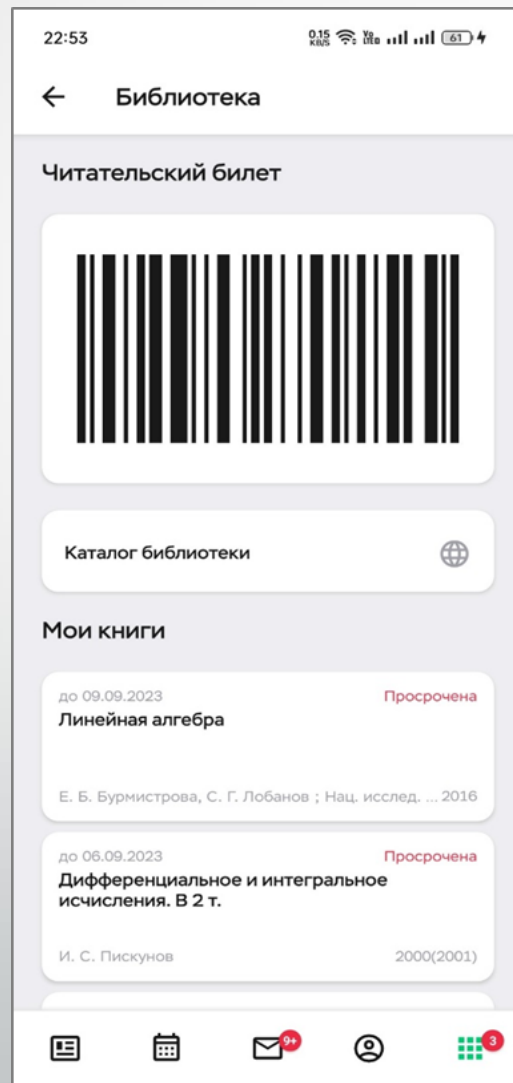 22:53
0.15 KB/S Vo LTE 61
Библиотека
Читательский билет
Каталог библиотеки
Мои книги
до 09.09.2023 Просрочена
Линейная алгебра
Е. Б. Бурмистрова, С. Г. Лобанов ; Нац. исслед. ... 2016
до 06.09.2023 Просрочена
Дифференциальное и интегральное
исчисления. В 2 т.
И. С. Пискунов 2000(2001)
9+ 3